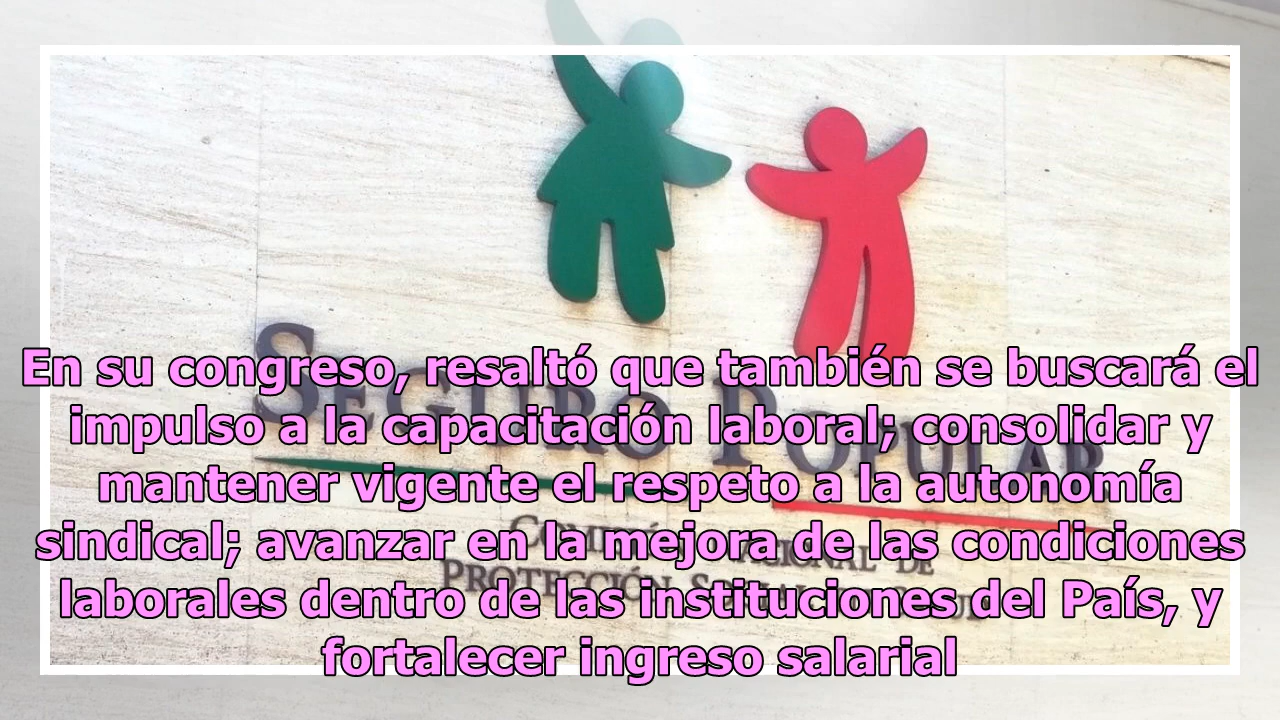 En su congreso, resaltó que también se buscará el
impulso a la capacitación laboral; consolidar y
mantener vigente el respeto a la autonomía
sindical; avanzar en la mejora de las condiciones
laborales dentro de las instituciones del País, y
fortalecer ingreso salarial
SEGURO POPULAR
DE
PROTECCIÓN